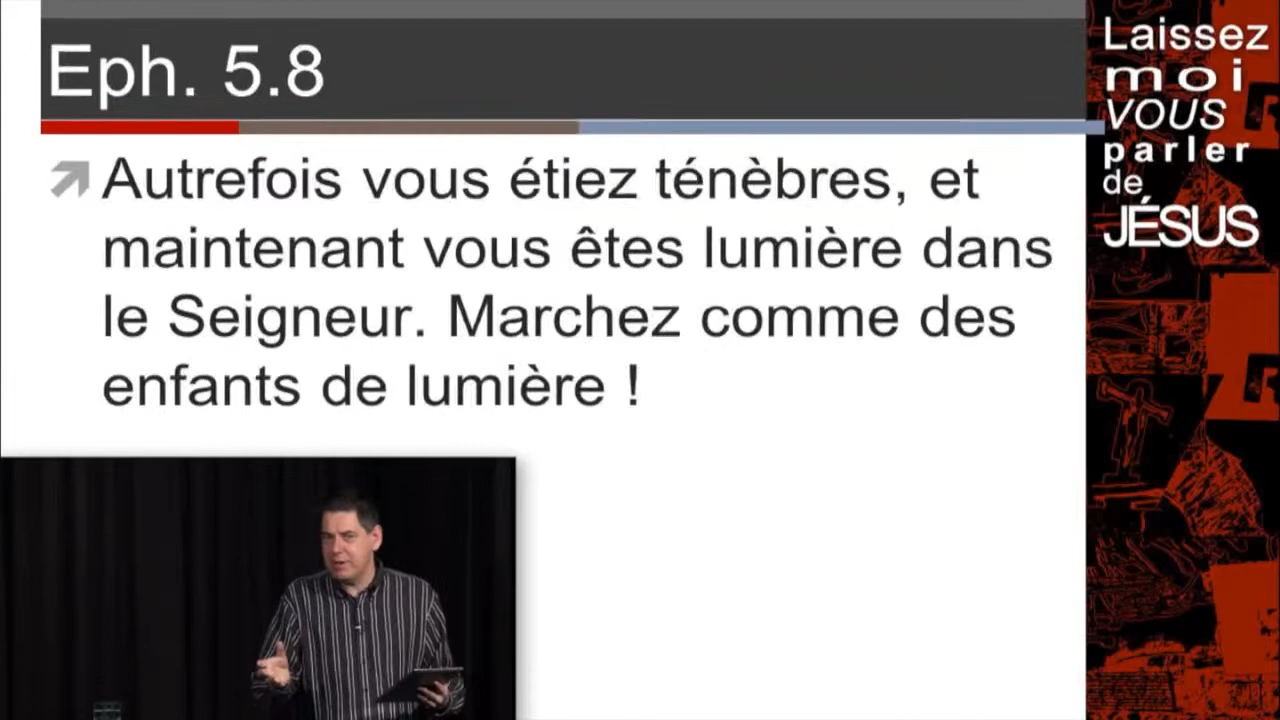 Eph. 5.8
Autrefois vous étiez ténèbres, et
maintenant vous êtes lumière dans
le Seigneur. Marchez comme des
enfants de lumière !
Laissez
moi
vous
parler
de
JÉSUS